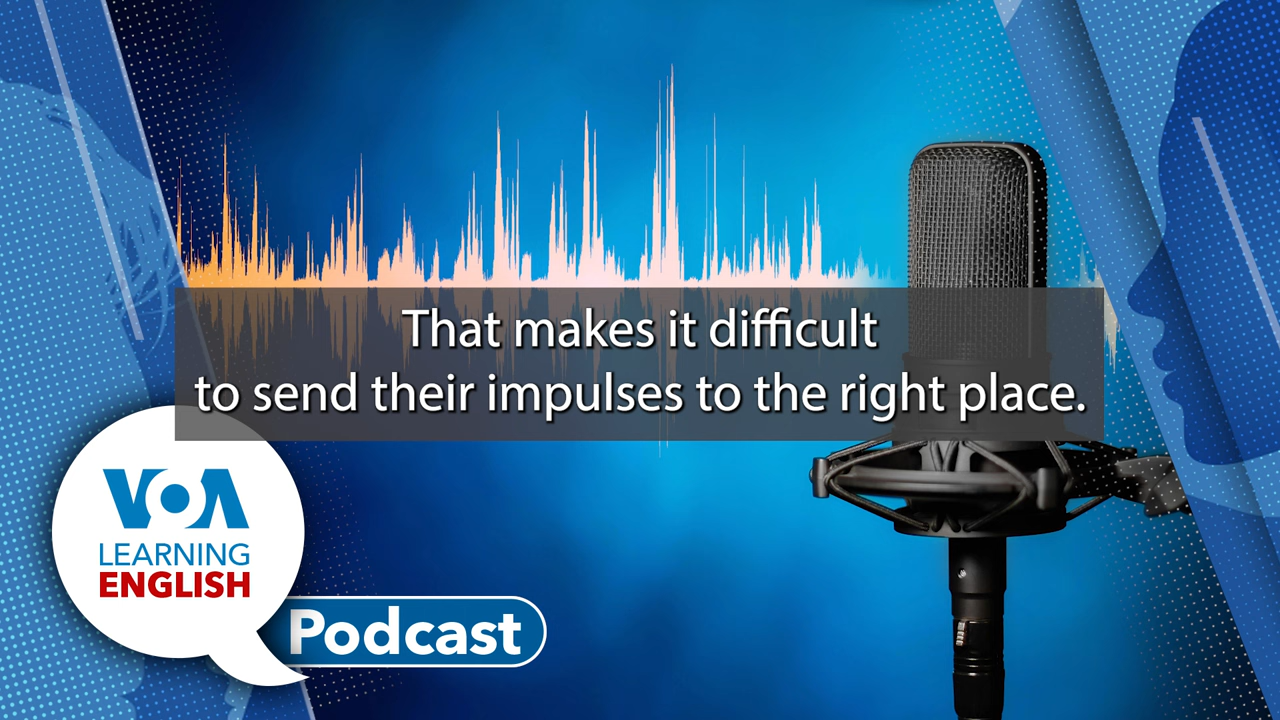 That makes it difficult
to send their impulses to the right place.
VOA
LEARNING
ENGLISH
Podcast